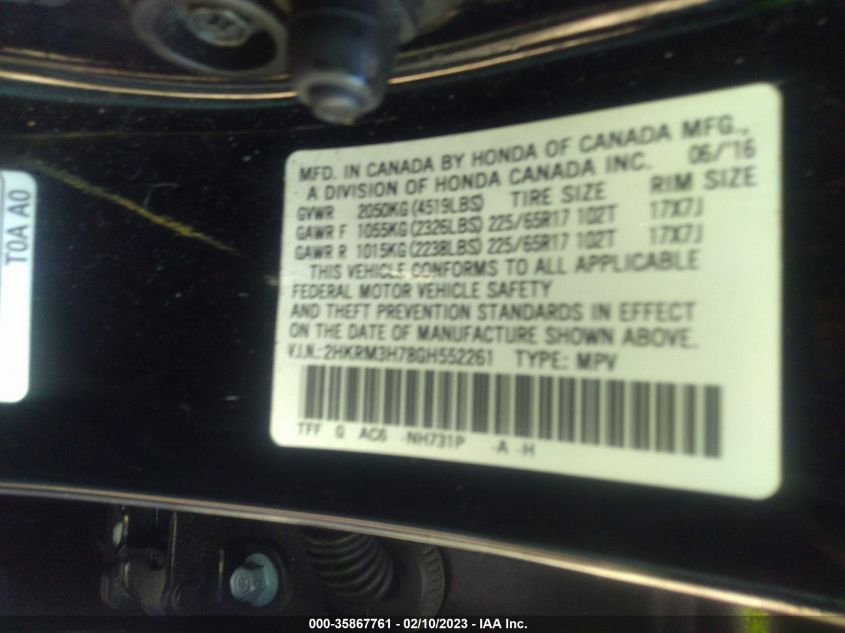 MFD. IN CANADA BY HONDA OF CANADA MFG.,
A DIVISION OF HONDA CANADA INC. 06/'16
GVWR 2050KG(4519LBS) TIRE SIZE RIM SIZE
GAWR F 1055KG(2326LBS) 225/65R17 102T 17X7J
GAWR R 1015KG(2238LBS) 225/65R17 102T 17X7J
THIS VEHICLE CONFORMS TO ALL APPLICABLE
FEDERAL MOTOR VEHICLE SAFETY
AND THEFT PREVENTION STANDARDS IN EFFECT
ON THE DATE OF MANUFACTURE SHOWN ABOVE.
V.I.N.:2HKRM3H78GH552261 TYPE: MPV
TFF G AC6 -NH731P -A -H
T0A A0
000-35867761 - 02/10/2023 - IAA Inc.